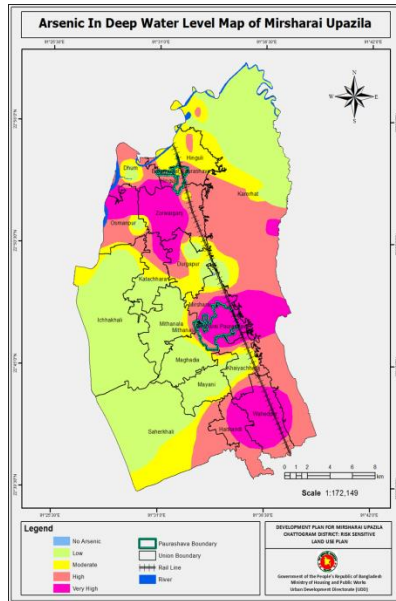 Arsenic In Deep Water Level Map of Mirsharai Upazila
N
W
E
S
Hinguli
Dhum
Karerhat
Zorwarganj
Osmanpur
Durgapur
Katachhara
Ichhakhali
Mithanala
Maghadia
Khaiyachhara
Mayani
Saherkhali
Wahedpur
Haitkandi
0 1 2 4 6 8
km
Scale 1:172,149
Legend
No Arsenic
Low
Moderate
High
Very High
Paurashava Boundary
Union Boundary
Rail Line
River
DEVELOPMENT PLAN FOR MIRSHARAI UPAZILA
CHATTOGRAM DISTRICT: RISK SENSITIVE
LAND USE PLAN
Government of the People's Republic of Bangladesh
Ministry of Housing and Public Works
Urban Development Directorate (UDD)